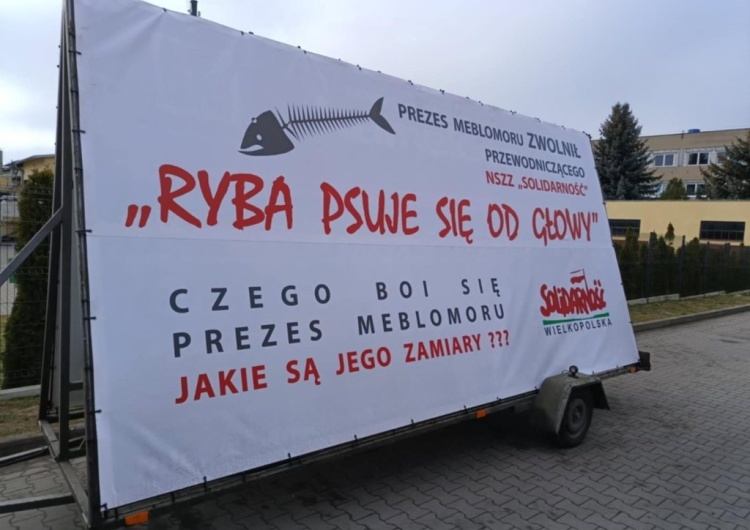 PREZES MEBLOMORU ZWOLNIŁ
PRZEWODNICZĄCEGO
NSZZ „SOLIDARNOŚĆ”
„RYBA PSUJE SIĘ OD GŁOWY”
CZEGO BOI SIĘ
PREZES MEBLOMORU
JAKIE SĄ JEGO ZAMIARY ???
SOLIDARNOŚĆ
WIELKOPOLSKA